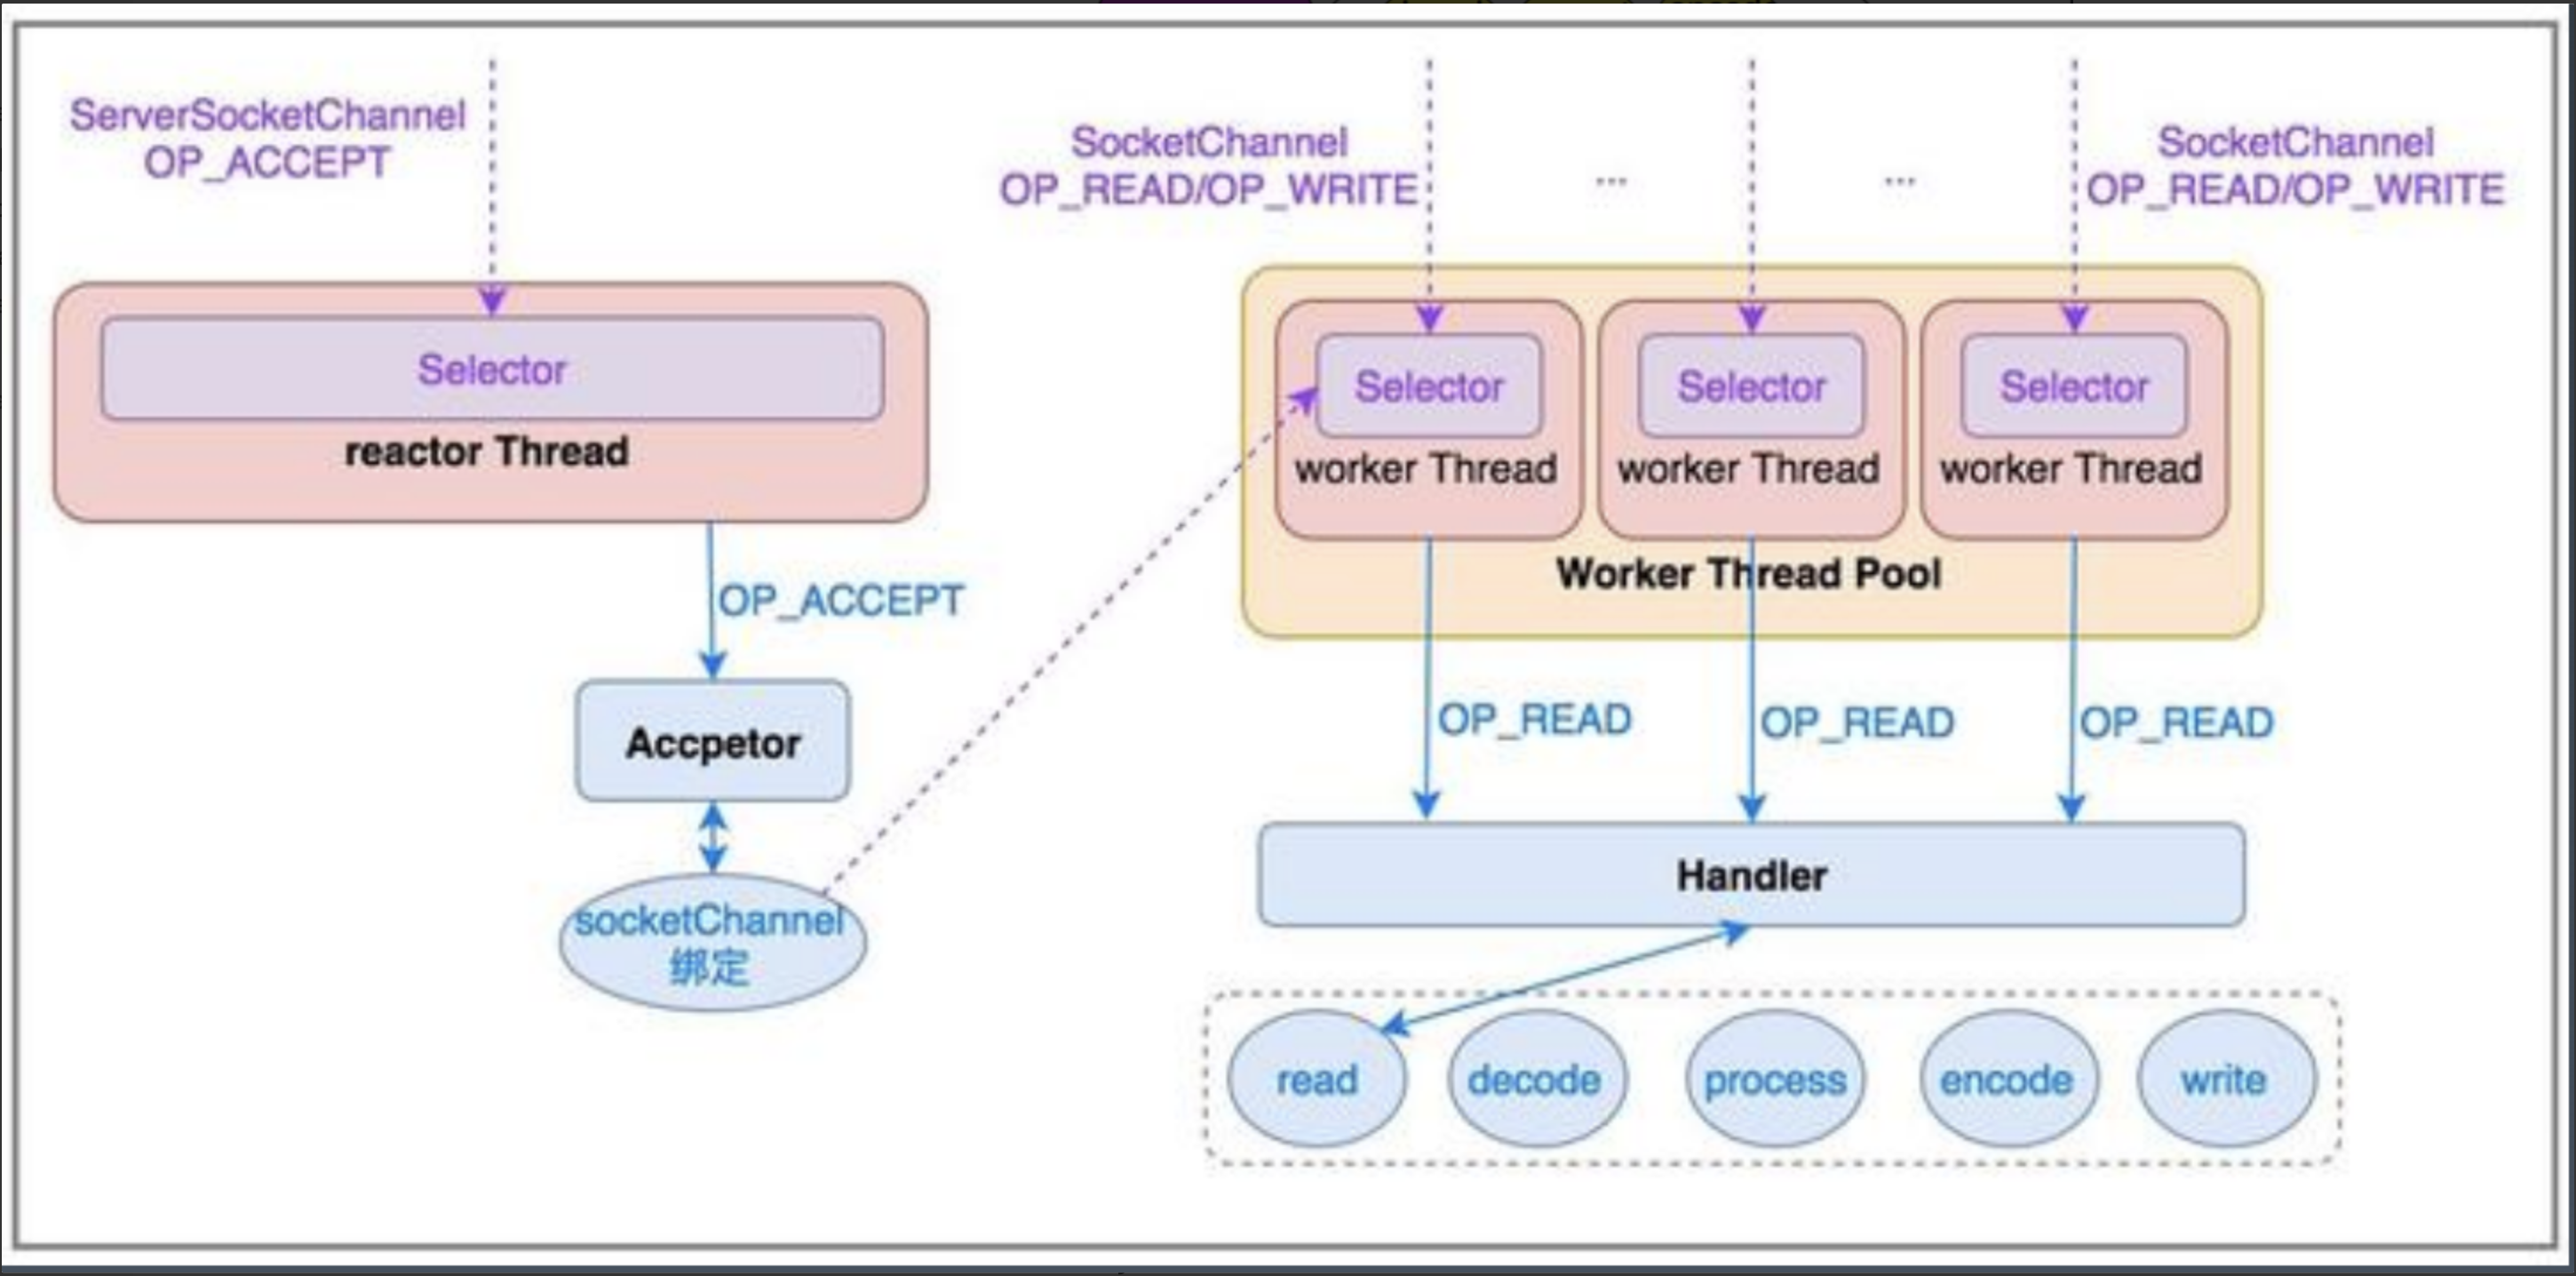 ServerSocketChannel
OP_ACCEPT
Selector
reactor Thread
OP_ACCEPT
Accpetor
socketChannel
绑定
SocketChannel
OP_READ/OP_WRITE
...
...
SocketChannel
OP_READ/OP_WRITE
Selector
worker Thread
Selector
worker Thread
Selector
worker Thread
Worker Thread Pool
OP_READ
OP_READ
OP_READ
Handler
read
decode
process
encode
write